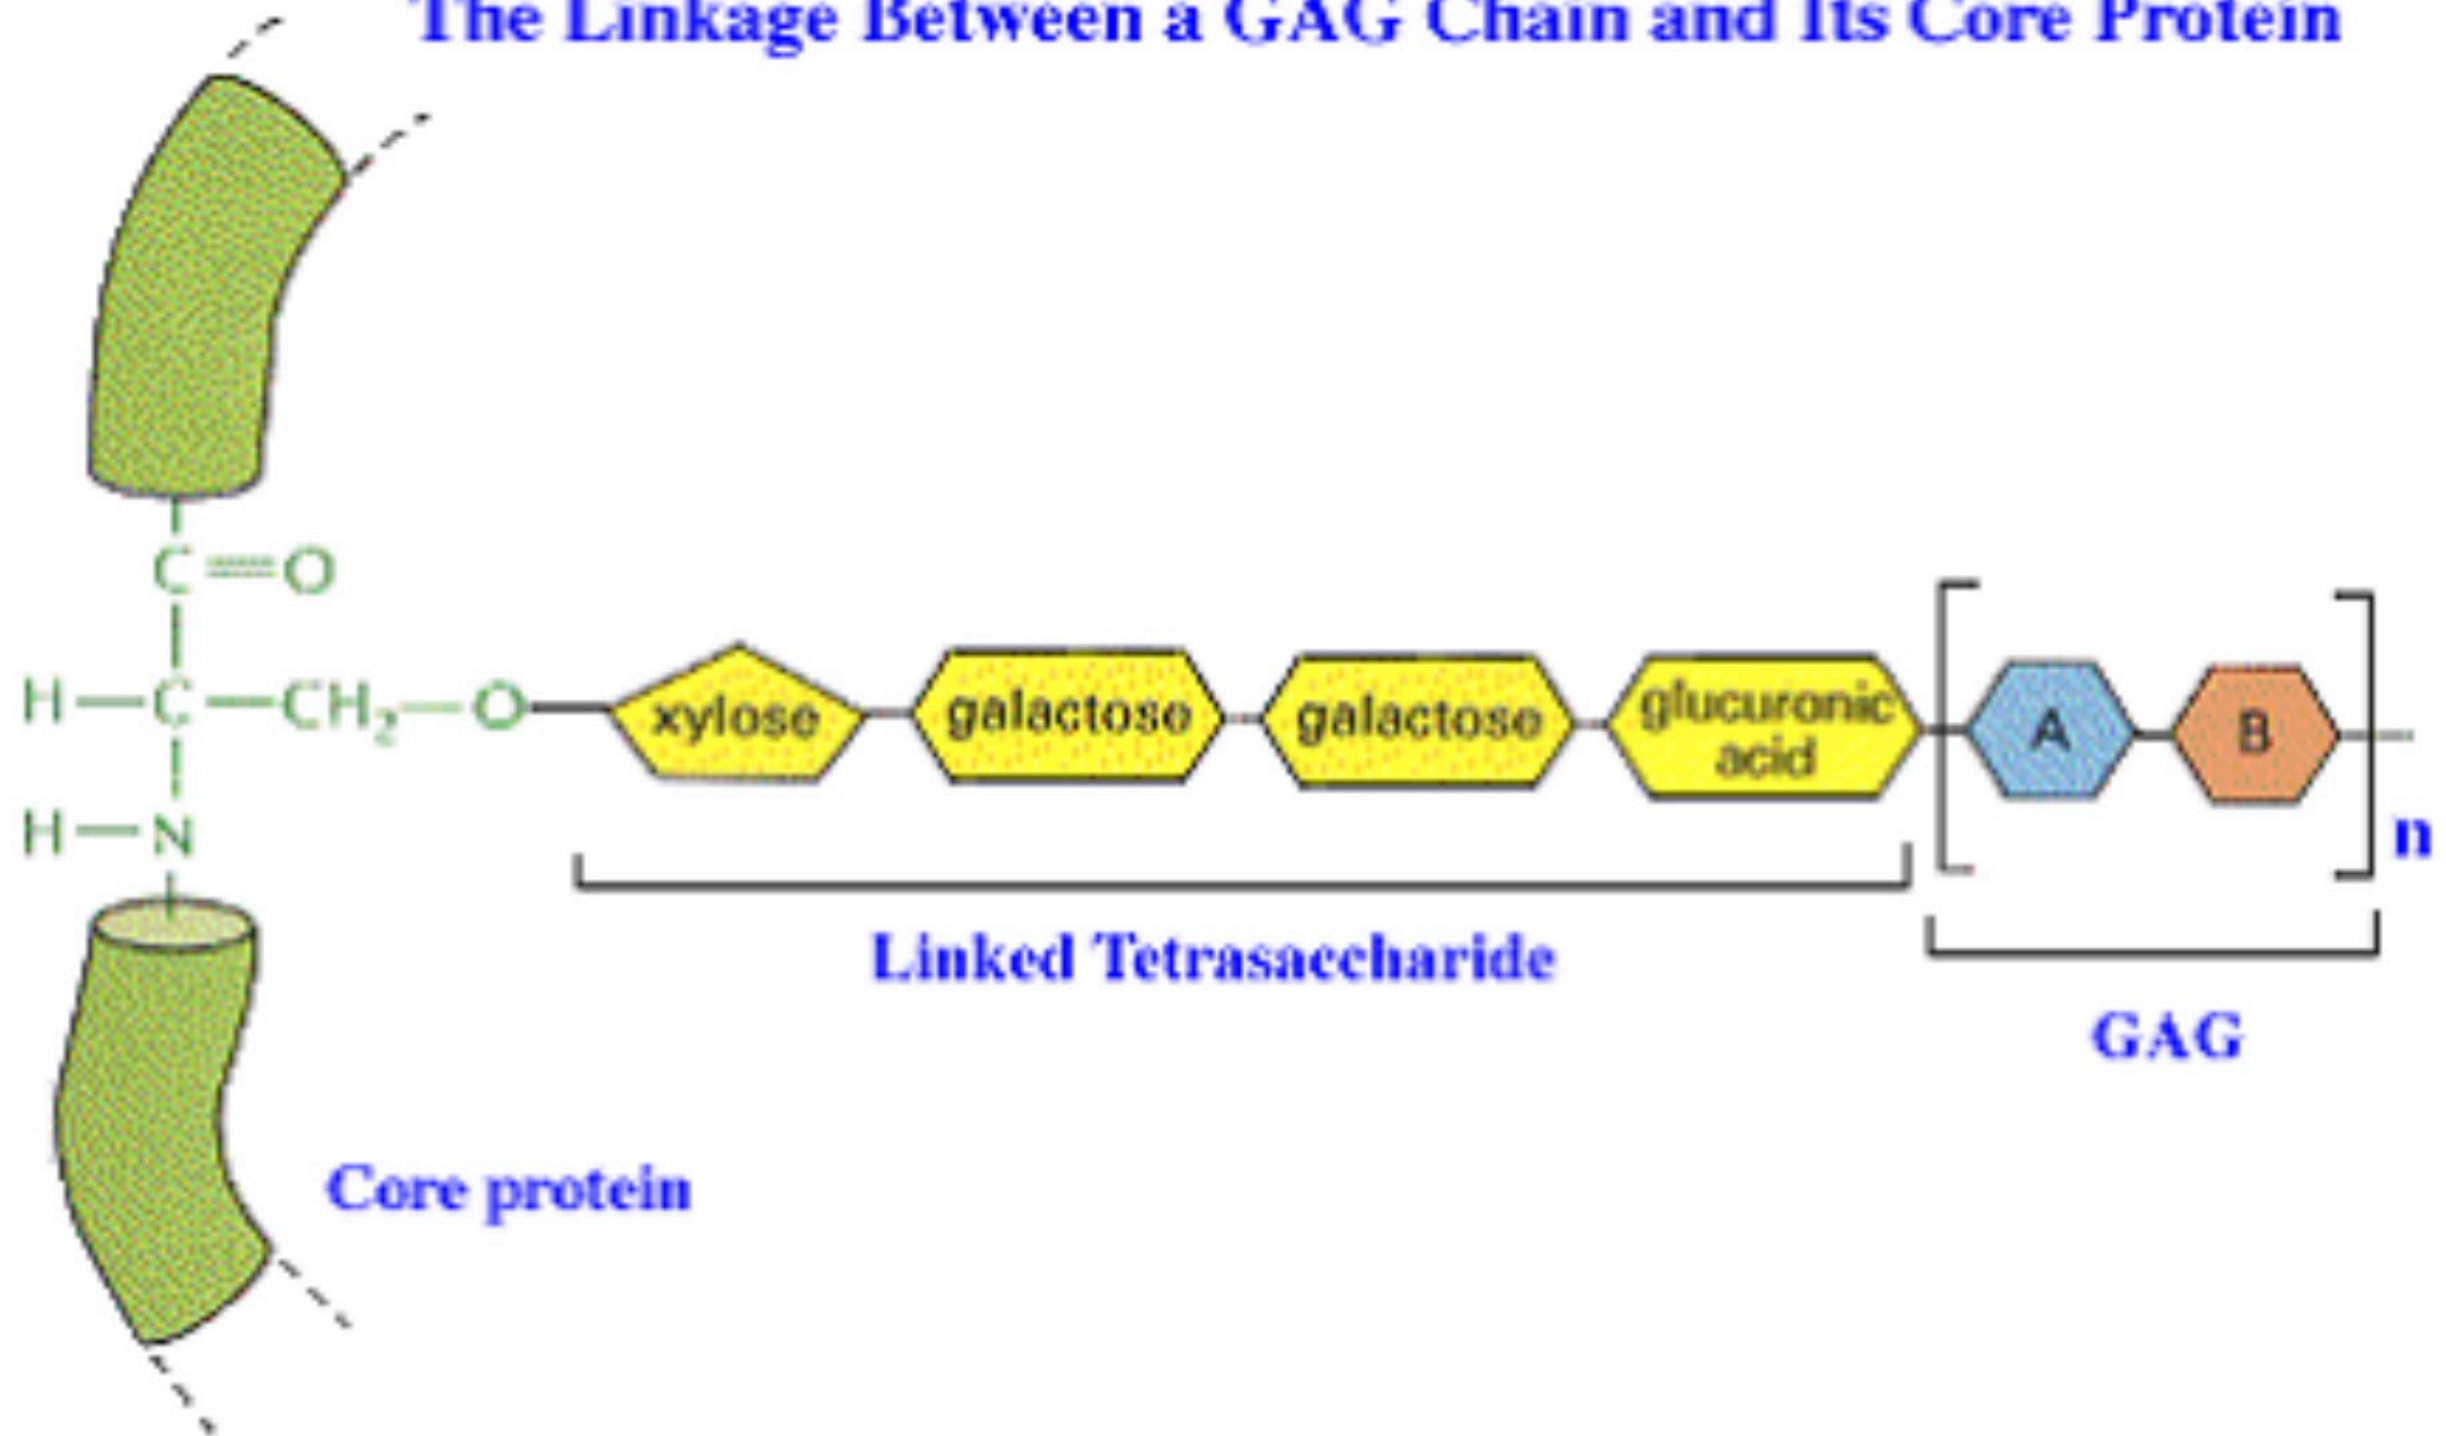 The Linkage Between a GAG Chain and Its Core Protein
C=O
H—C—CH₂—O
xylose
galactose
galactose
glucuronic
acid
A
B
n
H—N
Linked Tetrasaccharide
GAG
Core protein